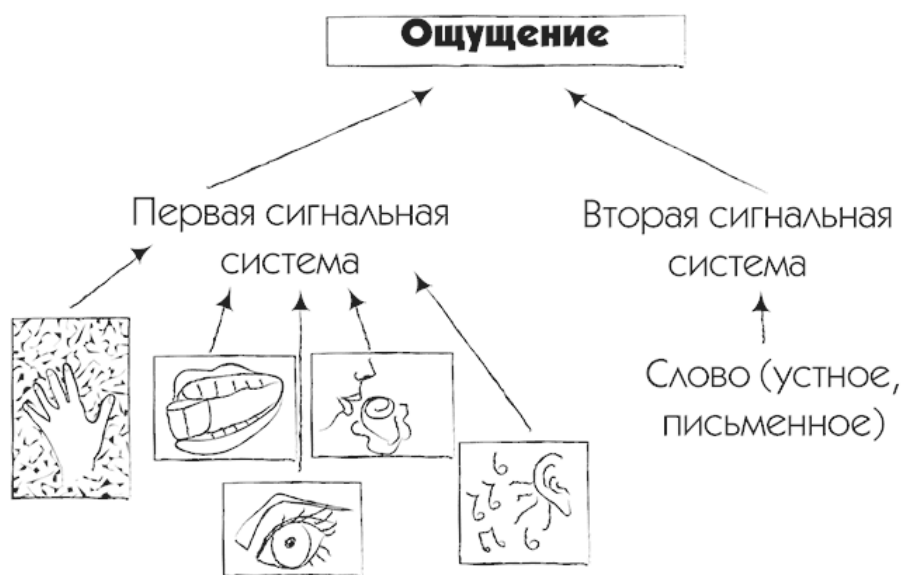 Ощущение
Первая сигнальная
система
Вторая сигнальная
система
Слово (устное,
письменное)